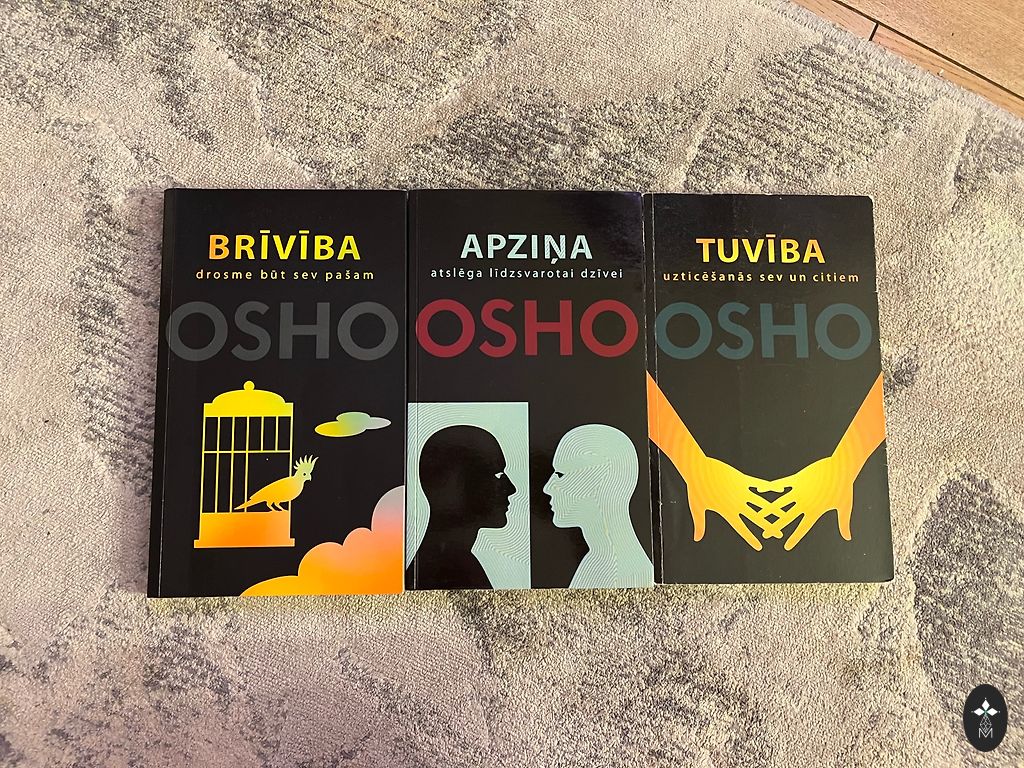 BRĪVĪBA
drosme būt sev pašam
OSHO
APZIŅA
atslēga līdzsvarotai dzīvei
OSHO
TUVĪBA
uzticēšanās sev un citiem
OSHO
M